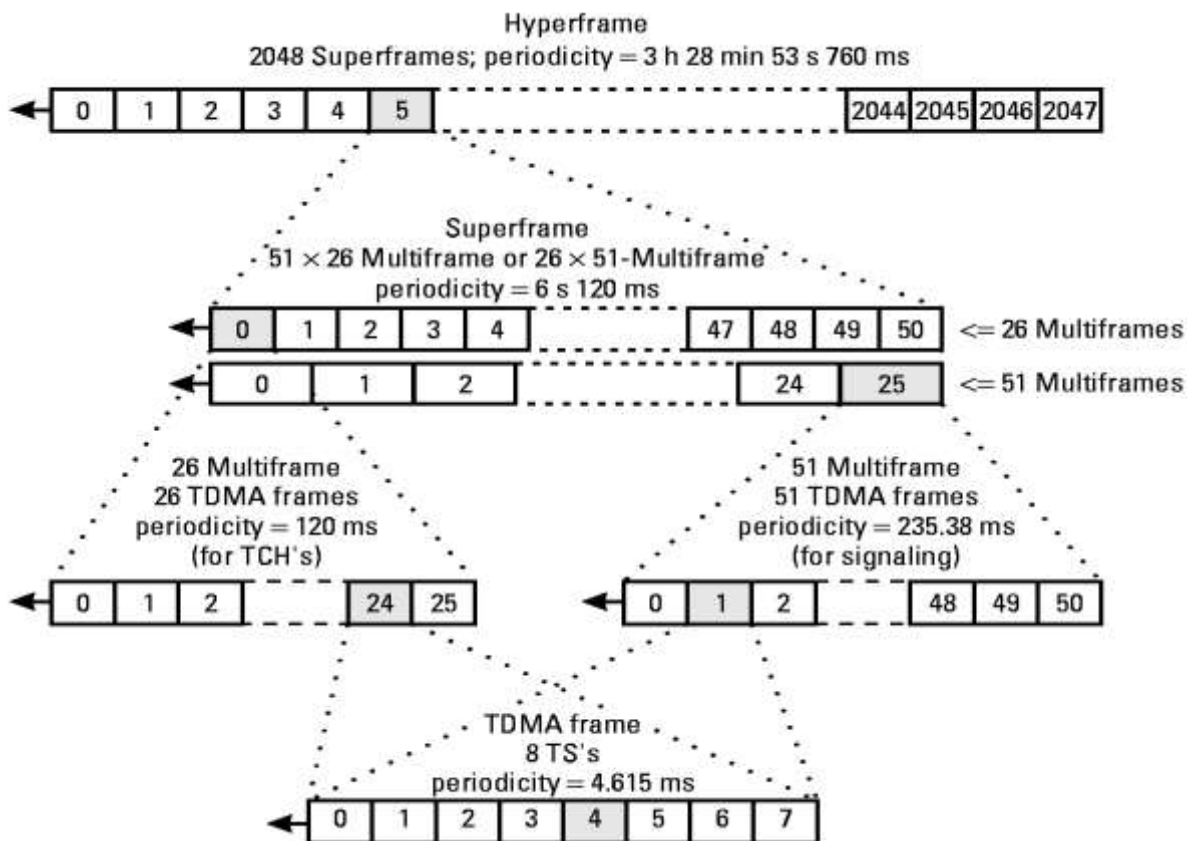 Hyperframe
2048 Superframes; periodicity = 3 h 28 min 53 s 760 ms
0 1 2 3 4 5 2044 2045 2046 2047
Superframe
51 × 26 Multiframe or 26 × 51-Multiframe
periodicity = 6 s 120 ms
0 1 2 3 4 47 48 49 50 <= 26 Multiframes
0 1 2 24 25 <= 51 Multiframes
26 Multiframe
26 TDMA frames
periodicity = 120 ms
(for TCH's)
51 Multiframe
51 TDMA frames
periodicity = 235.38 ms
(for signaling)
0 1 2 24 25
0 1 2 48 49 50
TDMA frame
8 TS's
periodicity = 4.615 ms
0 1 2 3 4 5 6 7